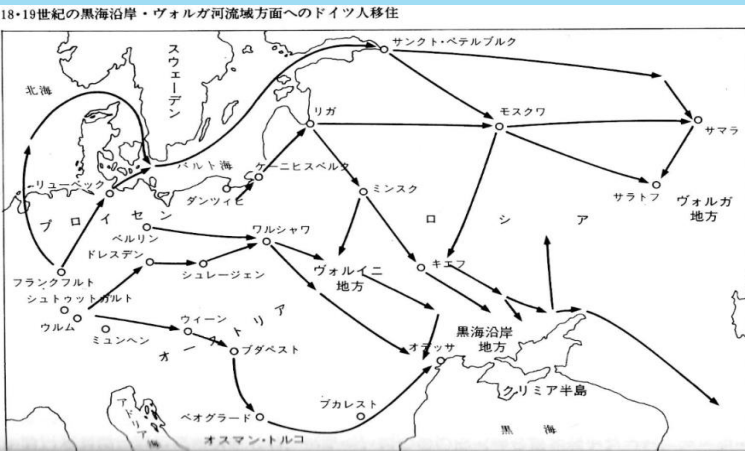 18・19世紀の黒海沿岸・ヴォルガ河流域方面へのドイツ人移住
サンクト・ペテルブルク
スウェーデン
北海
リガ
モスクワ
サマラ
バルト海
ケーニヒスベルク
リューベック
ダンツィヒ
ミンスク
サラトフ
ヴォルガ
地方
プロイセン
ロシア
ベルリン
ワルシャワ
ドレスデン
シュレージェン
ヴォルイニ
地方
キエフ
フランクフルト
シュトゥットガルト
ウルム
ミュンヘン
ウィーン
オーストリア
ブダペスト
オデッサ
黒海沿岸
地方
クリミア半島
アドリア海
ベオグラード
ブカレスト
オスマン・トルコ
黒海